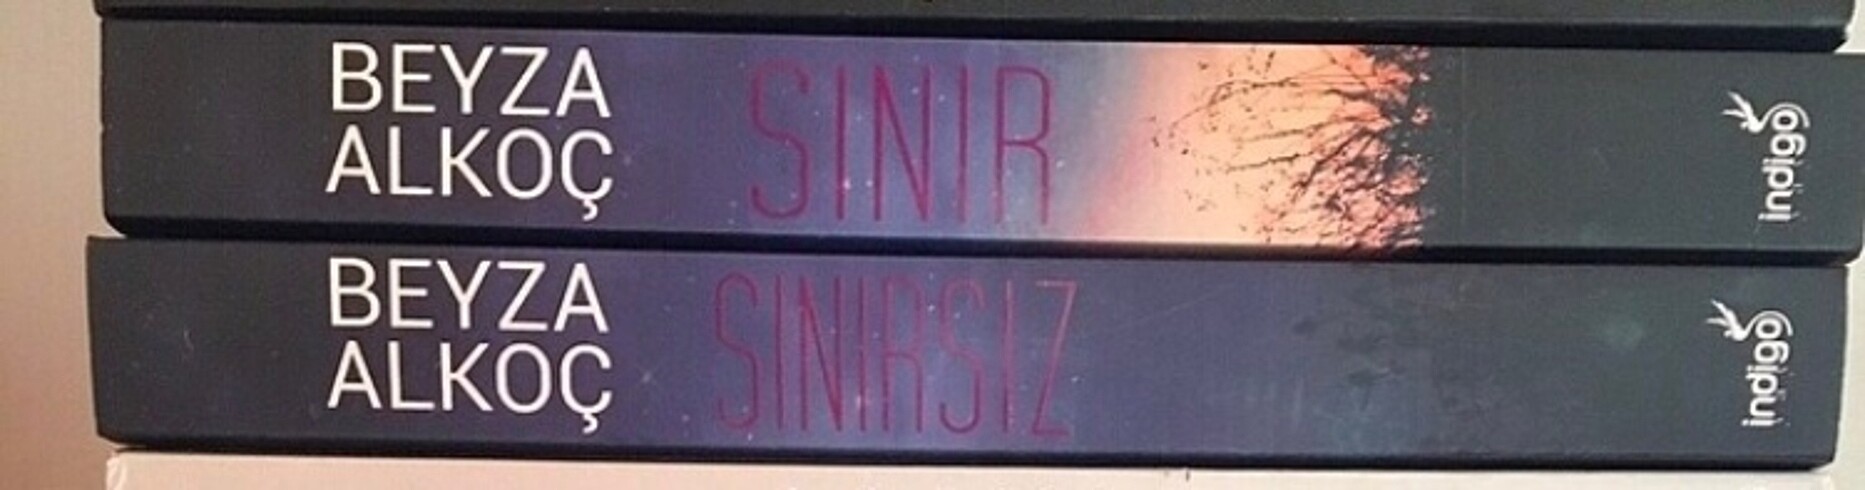 BEYZA
ALKOÇ
SINIR
indigo
BEYZA
ALKOÇ
SINIRSIZ
indigo